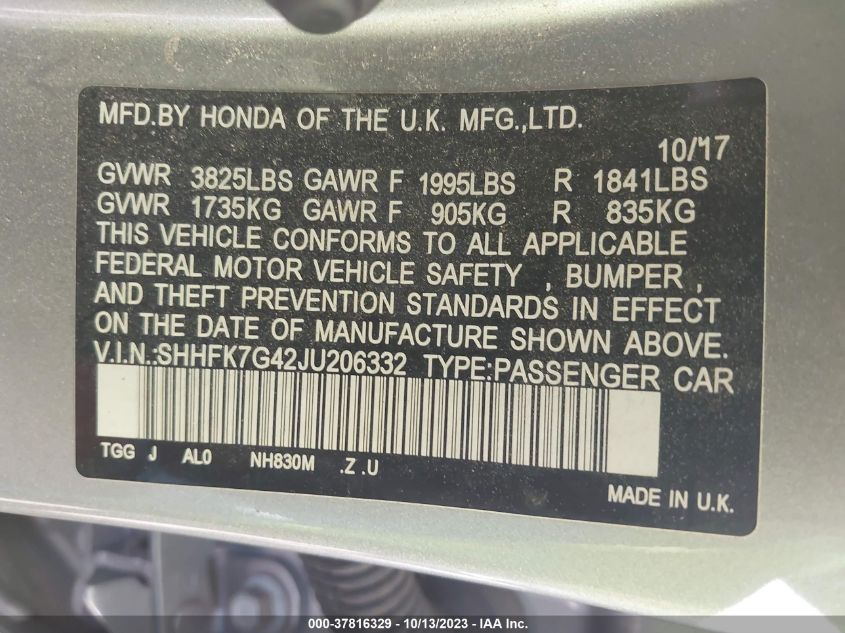 MFD.BY HONDA OF THE U.K. MFG.,LTD.
10/17
GVWR 3825LBS GAWR F 1995LBS R 1841LBS
GVWR 1735KG GAWR F 905KG R 835KG
THIS VEHICLE CONFORMS TO ALL APPLICABLE
FEDERAL MOTOR VEHICLE SAFETY , BUMPER ,
AND THEFT PREVENTION STANDARDS IN EFFECT
ON THE DATE OF MANUFACTURE SHOWN ABOVE.
V.I.N.:SHHFK7G42JU206332 TYPE:PASSENGER CAR
TGG J AL0 NH830M .Z .U
MADE IN U.K.
000-37816329 | 10/13/2023 - IAA Inc.